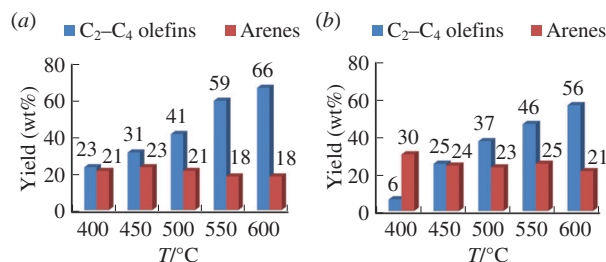 (a) C₂–C₄ olefins Arenes
Yield (wt%)
80
60
40
20
0
23 21 31 23 41 21 59 18 66 18
400 450 500 550 600
T/°C
(b) C₂–C₄ olefins Arenes
Yield (wt%)
80
60
40
20
0
6 30 25 24 37 23 46 25 56 21
400 450 500 550 600
T/°C